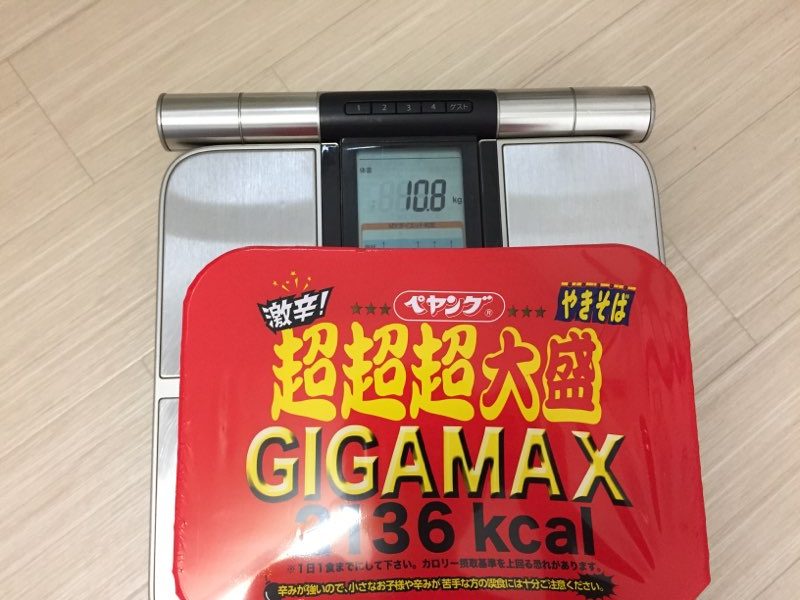 1 2 3 4 ゲスト
体重
10.8 kg
激辛!
ペヤング®
やきそば
超超超大盛
GIGAMAX
2136 kcal
※1日1食までにして下さい。カロリー摂取基準を上回る恐れがあります。
辛みが強いので、小さなお子様や辛みが苦手な方の喫食には十分ご注意ください。